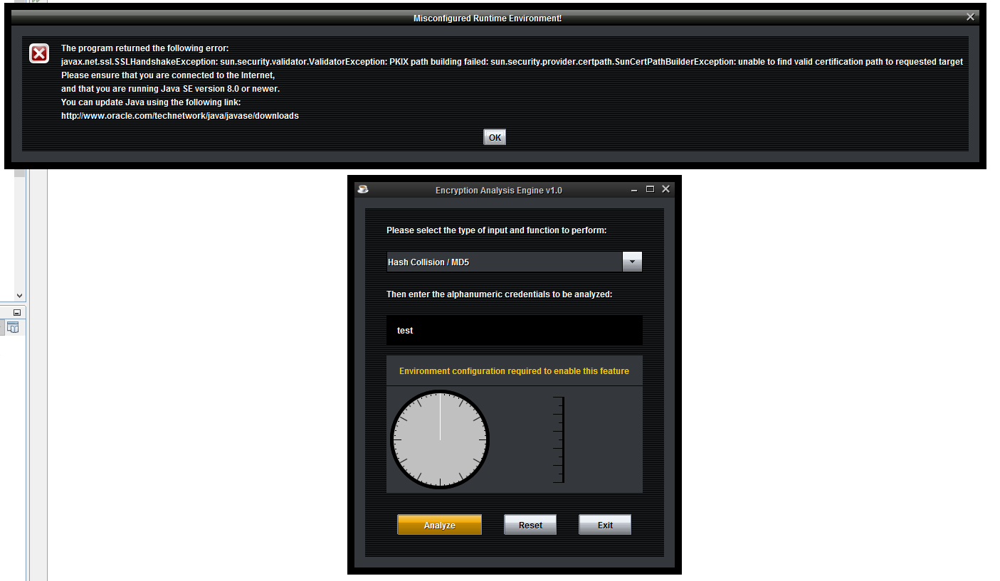 Misconfigured Runtime Environment!
The program returned the following error:
javax.net.ssl.SSLHandshakeException: sun.security.validator.ValidatorException: PKIX path building failed: sun.security.provider.certpath.SunCertPathBuilderException: unable to find valid certification path to requested target
Please ensure that you are connected to the Internet,
and that you are running Java SE version 8.0 or newer.
You can update Java using the following link:
http://www.oracle.com/technetwork/java/javase/downloads
OK
Encryption Analysis Engine v1.0
Please select the type of input and function to perform:
Hash Collision / MD5
Then enter the alphanumeric credentials to be analyzed:
test
Environment configuration required to enable this feature
Analyze Reset Exit